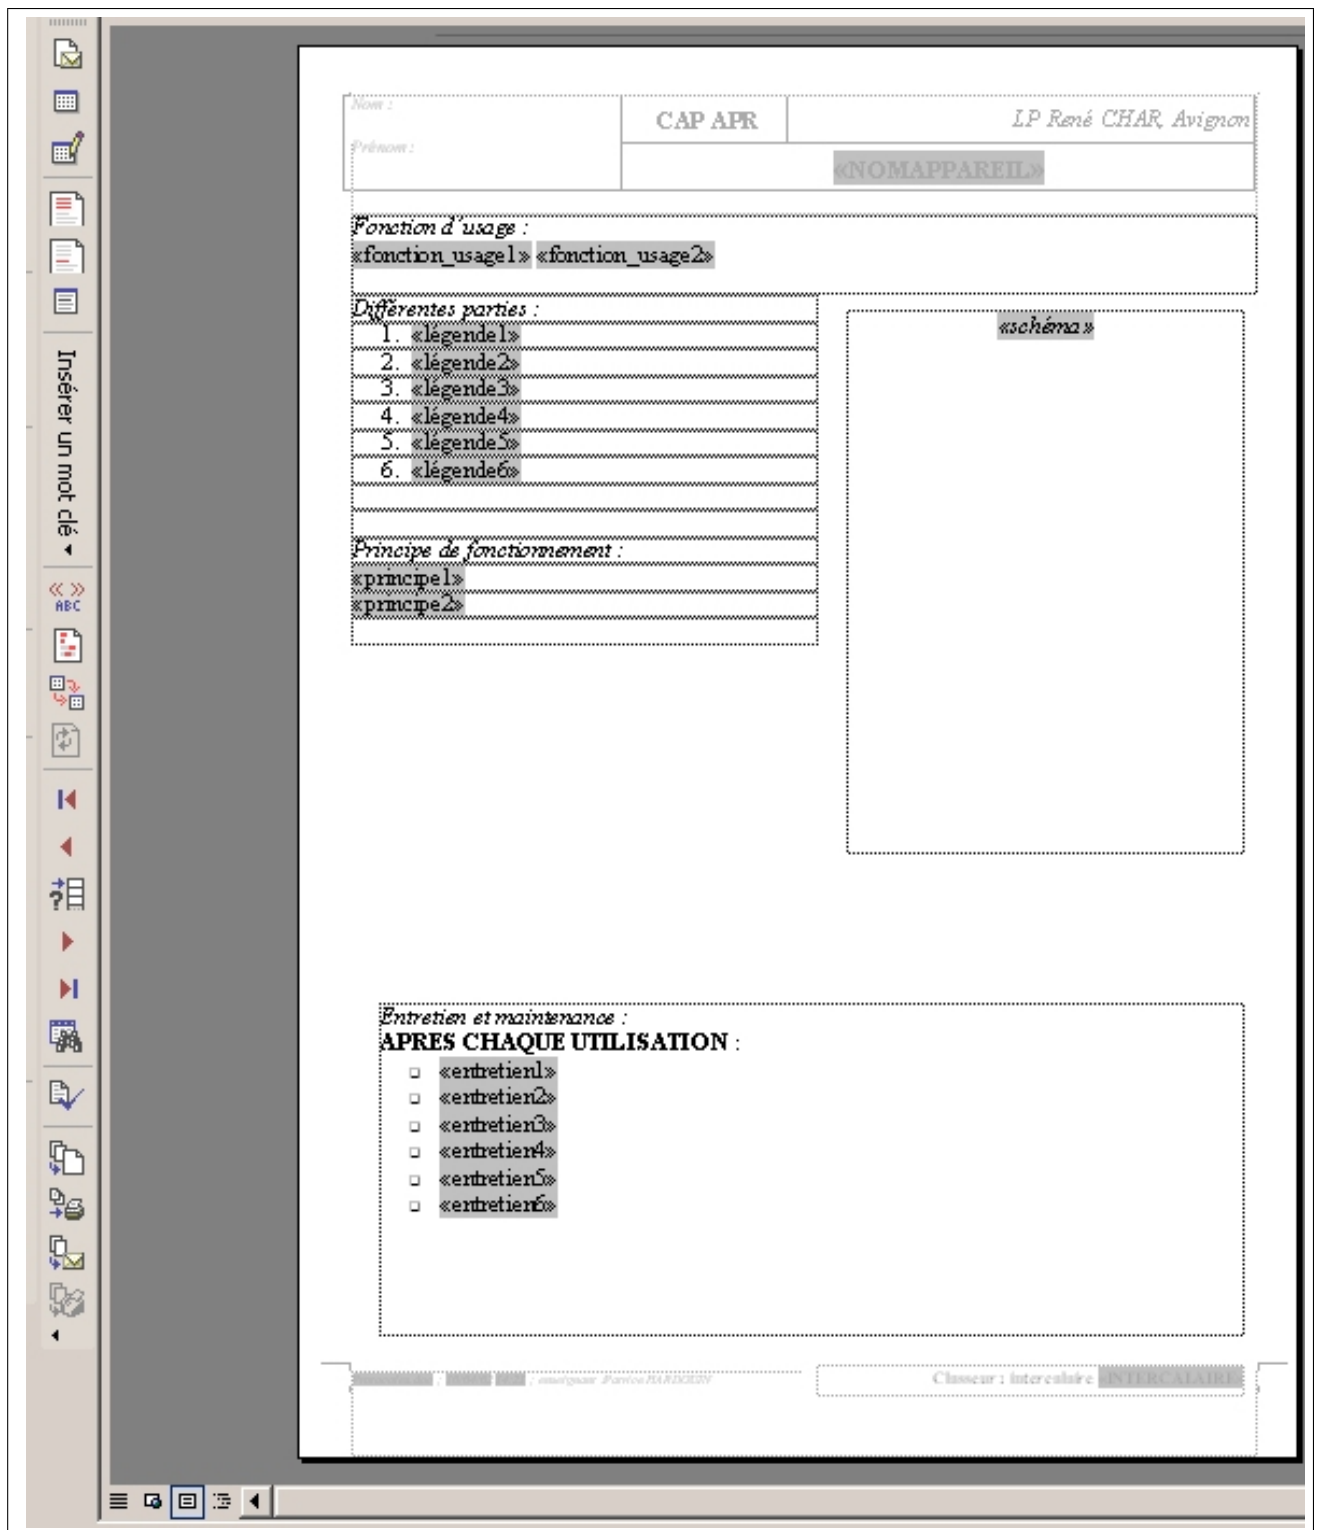 Nom :
CAP APR
LP René CHAR, Avignon
Prénom :
«NOMAPPAREIL»
Fonction d'usage :
«fonction_usage1» «fonction_usage2»
Différentes parties :
1. «légende1»
2. «légende2»
3. «légende3»
4. «légende4»
5. «légende5»
6. «légende6»
«schéma»
Principe de fonctionnement :
«principe1»
«principe2»
Entretien et maintenance :
APRES CHAQUE UTILISATION :
«entretien1»
«entretien2»
«entretien3»
«entretien4»
«entretien5»
«entretien6»
; enseignant :Patrice HARDOUIN
Classeur : intercalaire «INTERCALAIRE»
Insérer un mot clé
« »
ABC